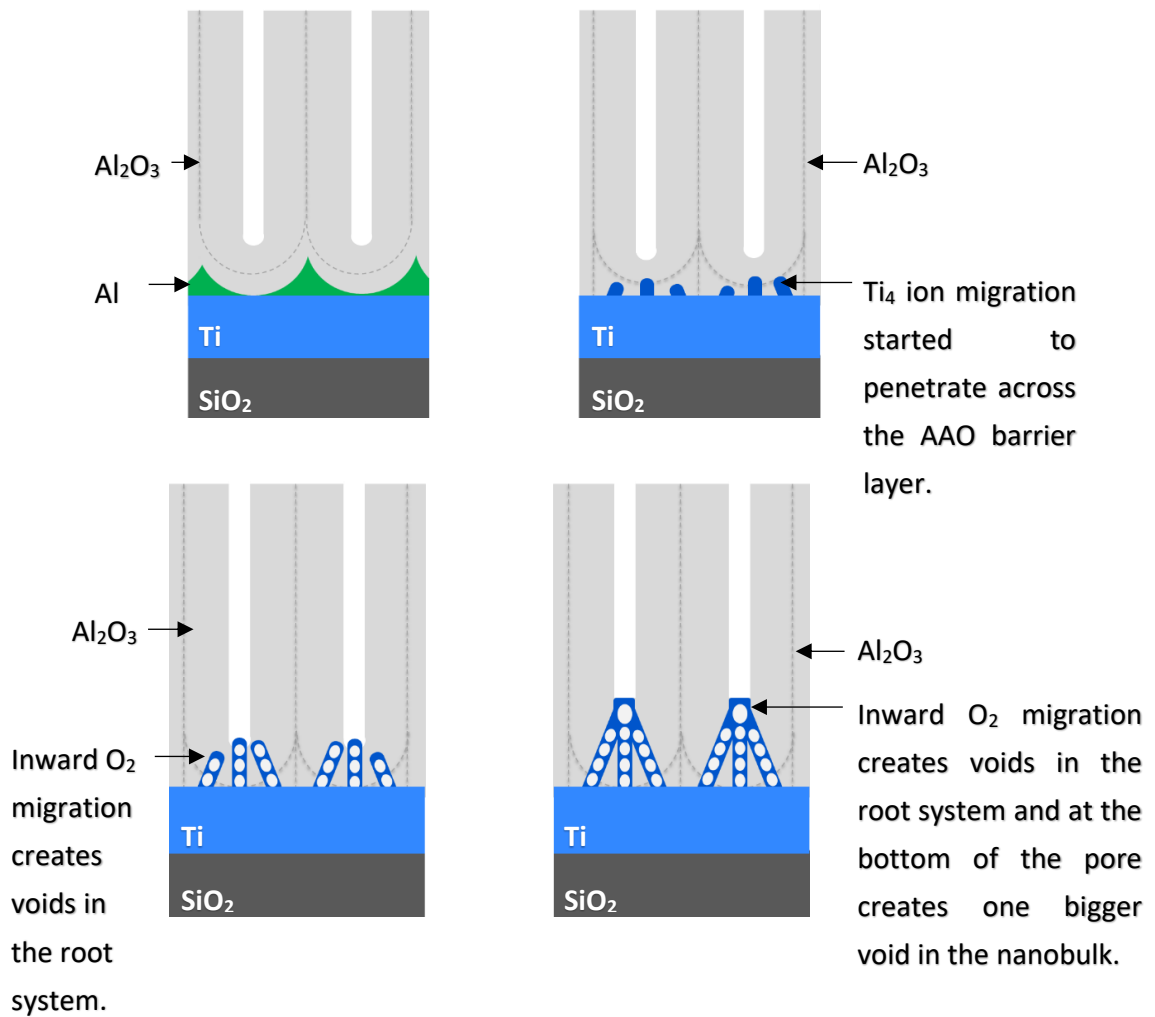 Al₂O₃
Al
Ti
SiO₂
Al₂O₃
Ti
SiO₂
Ti₄ ion migration
started to
penetrate across
the AAO barrier
layer.
Al₂O₃
Inward O₂
migration
creates
voids in
the root
system.
Ti
SiO₂
Al₂O₃
Inward O₂ migration
creates voids in the
root system and at the
bottom of the pore
creates one bigger
void in the nanobulk.
Ti
SiO₂